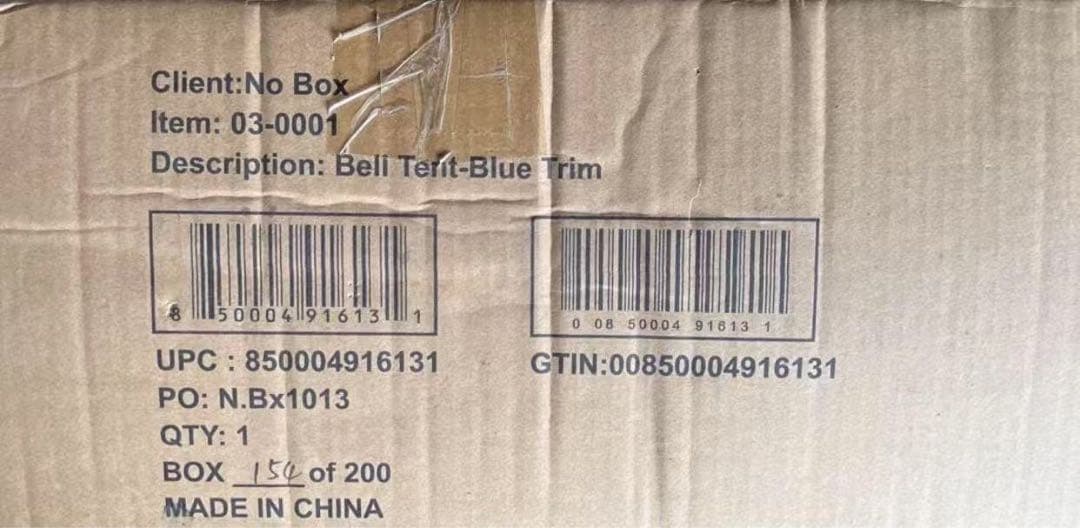 Client:No Box
Item: 03-0001
Description: Bell Tent-Blue Trim
8 50004 91613 1
0 08 50004 91613 1
UPC : 850004916131
GTIN:00850004916131
PO: N.Bx1013
QTY: 1
BOX 154 of 200
MADE IN CHINA